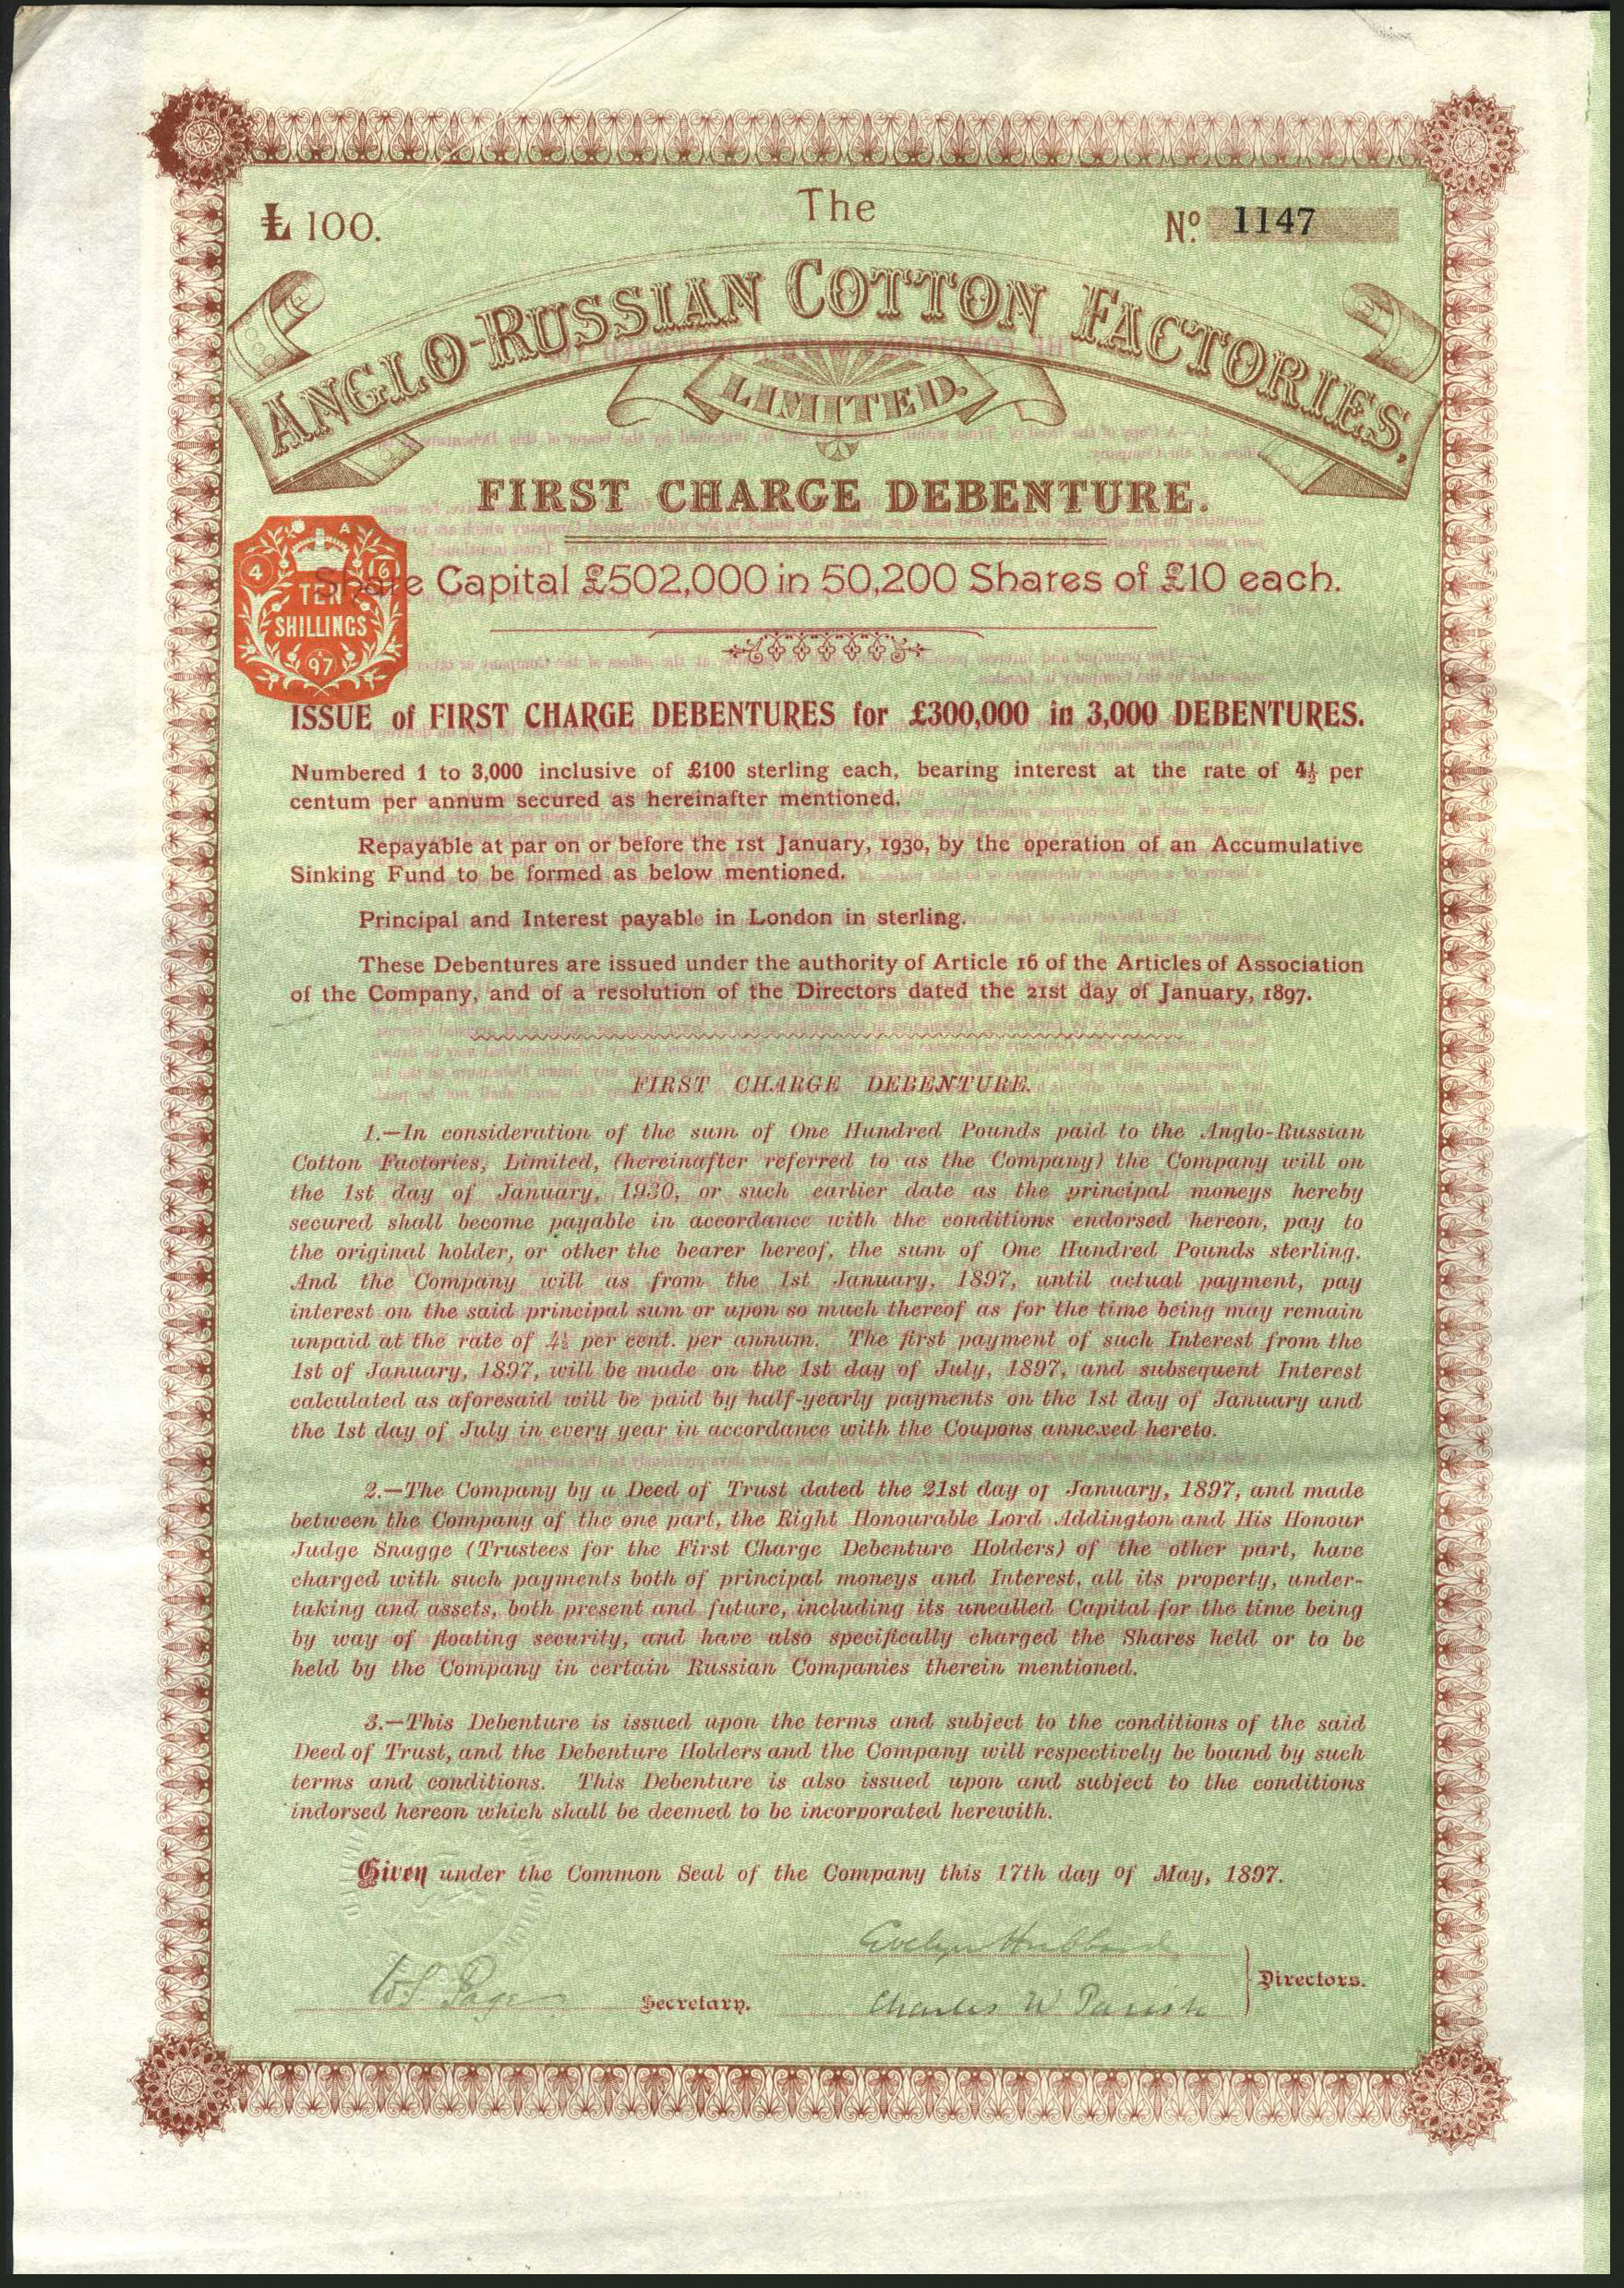 The
£ 100.
No. 1147
ANGLO-RUSSIAN COTTON FACTORIES,
LIMITED.
FIRST CHARGE DEBENTURE.
A
4 16
TEN
SHILLINGS
97
Share Capital £502,000 in 50,200 Shares of £10 each.
ISSUE of FIRST CHARGE DEBENTURES for £300,000 in 3,000 DEBENTURES.
Numbered 1 to 3,000 inclusive of £100 sterling each, bearing interest at the rate of 4½ per
centum per annum secured as hereinafter mentioned.
Repayable at par on or before the 1st January, 1930, by the operation of an Accumulative
Sinking Fund to be formed as below mentioned.
Principal and Interest payable in London in sterling.
These Debentures are issued under the authority of Article 16 of the Articles of Association
of the Company, and of a resolution of the Directors dated the 21st day of January, 1897.
FIRST CHARGE DEBENTURE.
1.—In consideration of the sum of One Hundred Pounds paid to the Anglo-Russian
Cotton Factories, Limited, (hereinafter referred to as the Company) the Company will on
the 1st day of January, 1930, or such earlier date as the principal moneys hereby
secured shall become payable in accordance with the conditions endorsed hereon, pay to
the original holder, or other the bearer hereof, the sum of One Hundred Pounds sterling.
And the Company will as from the 1st January, 1897, until actual payment, pay
interest on the said principal sum or upon so much thereof as for the time being may remain
unpaid at the rate of 4½ per cent. per annum. The first payment of such Interest from the
1st of January, 1897, will be made on the 1st day of July, 1897, and subsequent Interest
calculated as aforesaid will be paid by half-yearly payments on the 1st day of January and
the 1st day of July in every year in accordance with the Coupons annexed hereto.
2.—The Company by a Deed of Trust dated the 21st day of January, 1897, and made
between the Company of the one part, the Right Honourable Lord Addington and His Honour
Judge Snagge (Trustees for the First Charge Debenture Holders) of the other part, have
charged with such payments both of principal moneys and Interest, all its property, under-
taking and assets, both present and future, including its uncalled Capital for the time being
by way of floating security, and have also specifically charged the Shares held or to be
held by the Company in certain Russian Companies therein mentioned.
3.—This Debenture is issued upon the terms and subject to the conditions of the said
Deed of Trust, and the Debenture Holders and the Company will respectively be bound by such
terms and conditions. This Debenture is also issued upon and subject to the conditions
indorsed hereon which shall be deemed to be incorporated herewith.
Given under the Common Seal of the Company this 17th day of May, 1897.
Evelyn Hubbard
W S. Page Secretary.
Charles W Parish
Directors.